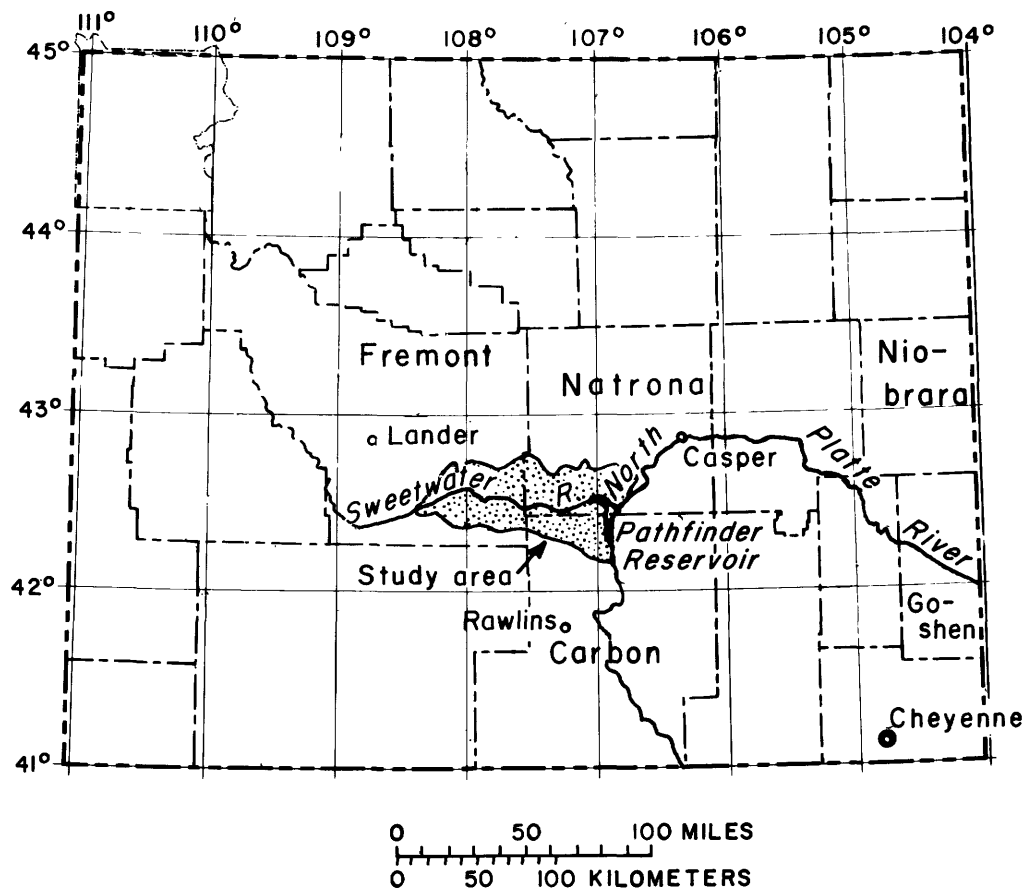 111° 110° 109° 108° 107° 106° 105° 104°
45°
44°
43°
42°
41°
Fremont
Natrona
Nio-
brara
Lander
Casper
Sweetwater R.
North Platte River
Pathfinder
Reservoir
Study area
Rawlins
Carbon
Go-
shen
Cheyenne
0 50 100 MILES
0 50 100 KILOMETERS